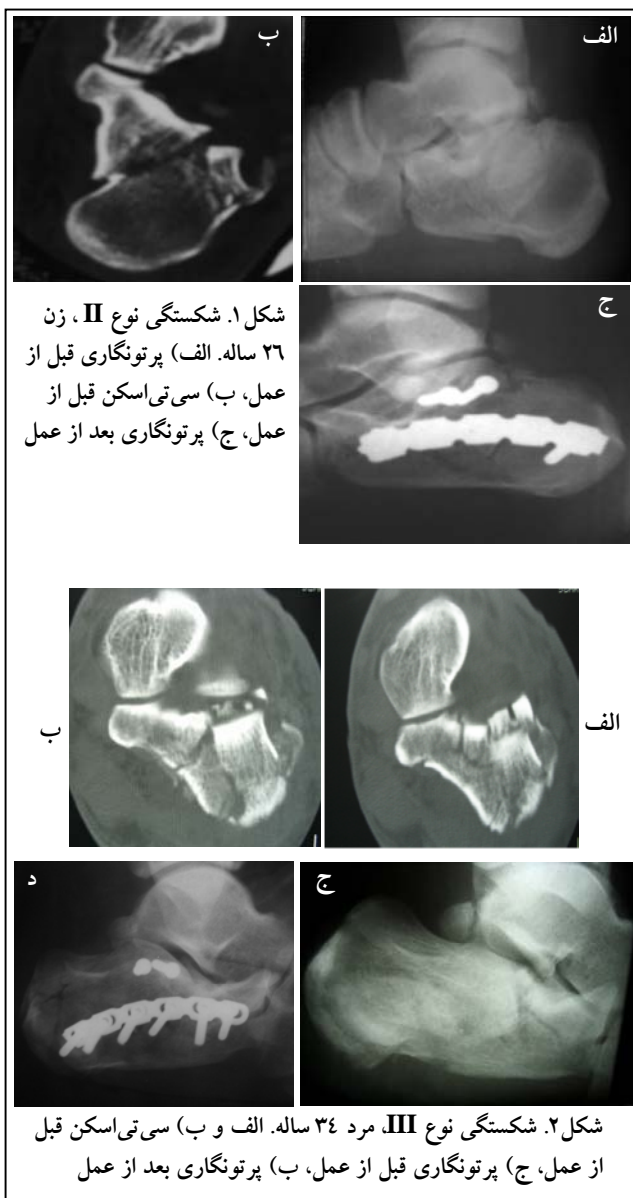 الف
ب
ج
شکل۱. شکستگی نوع II، زن
۲۶ ساله. الف) پرتونگاری قبل از
عمل، ب) سی‌تی‌اسکن قبل از
عمل، ج) پرتونگاری بعد از عمل
الف
ب
ج
د
شکل۲. شکستگی نوع III، مرد ۳۴ ساله. الف و ب) سی‌تی‌اسکن قبل
از عمل، ج) پرتونگاری قبل از عمل، ب) پرتونگاری بعد از عمل